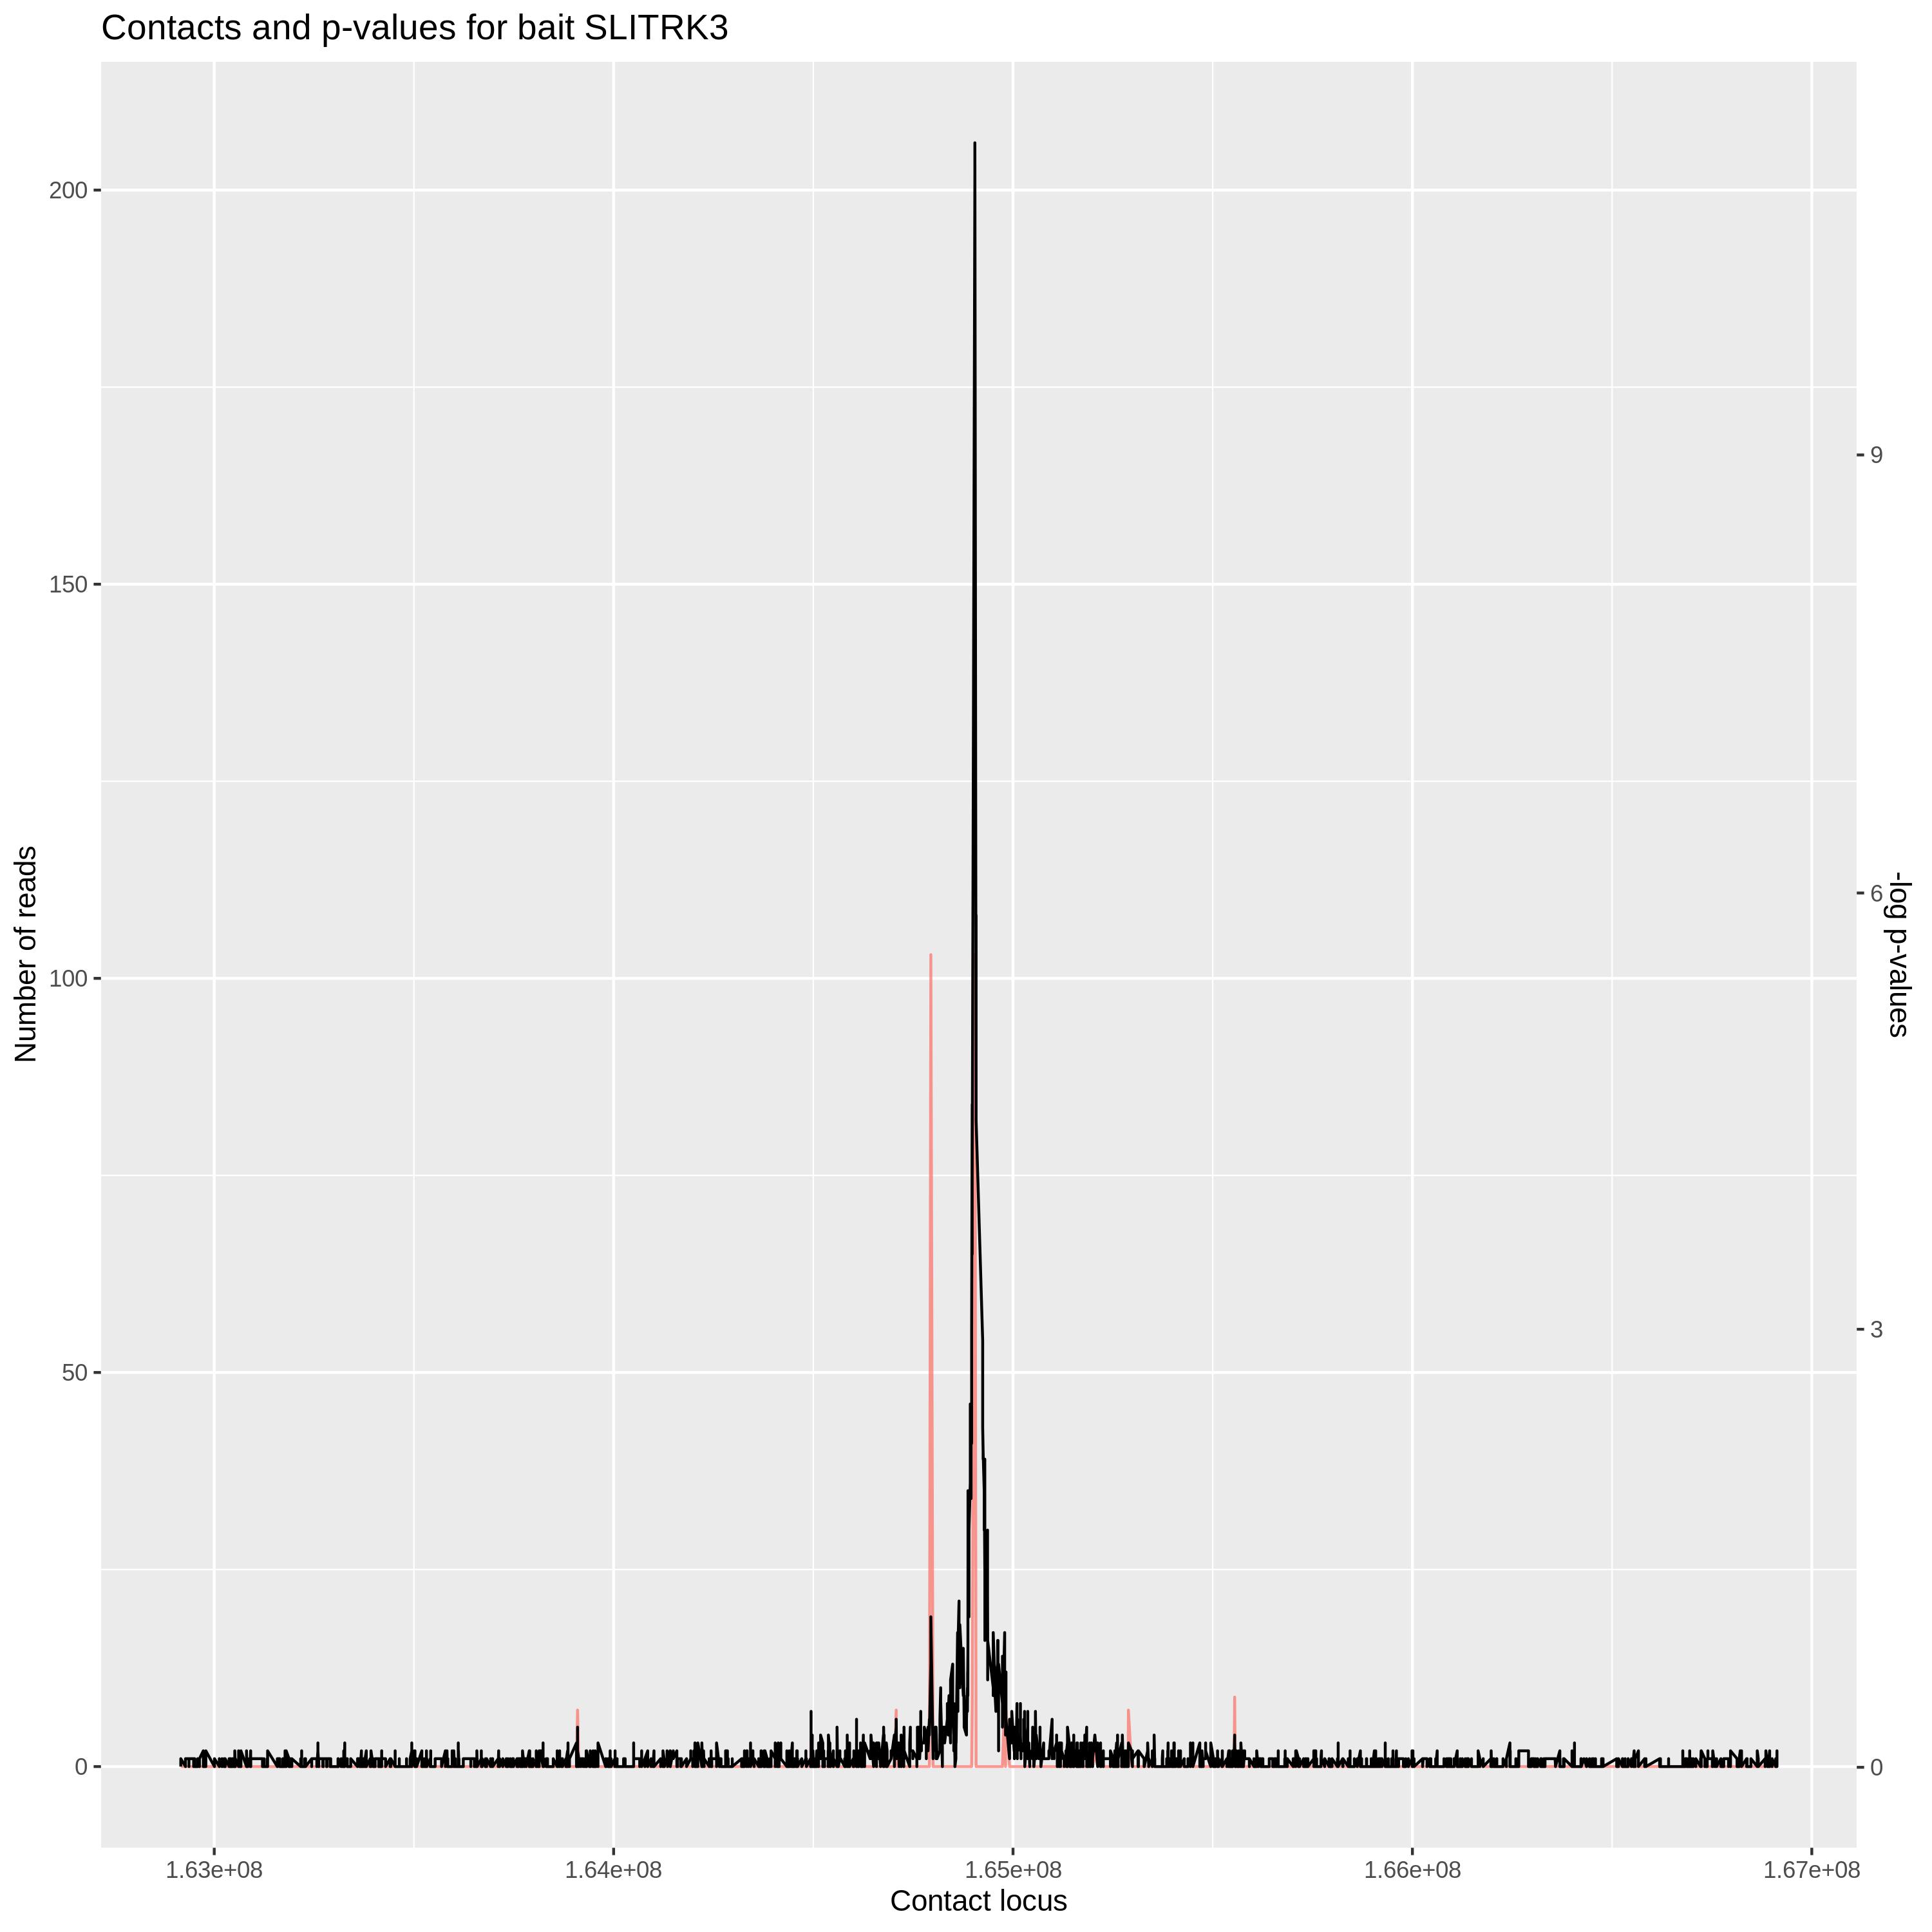 Contacts and p-values for bait SLITRK3
200
150
100
50
0
Number of reads
9
6
3
0
-log p-values
1.63e+08
1.64e+08
1.65e+08
1.66e+08
1.67e+08
Contact locus